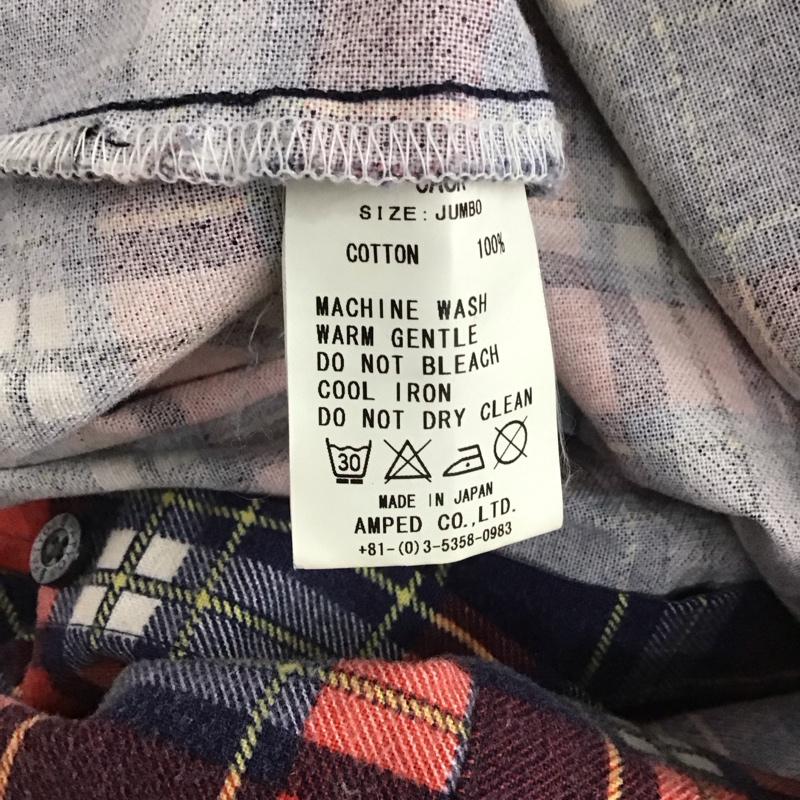 SIZE: JUMBO
COTTON 100%
MACHINE WASH
WARM GENTLE
DO NOT BLEACH
COOL IRON
DO NOT DRY CLEAN
30
MADE IN JAPAN
AMPED CO.,LTD.
+81-(0)3-5358-0983